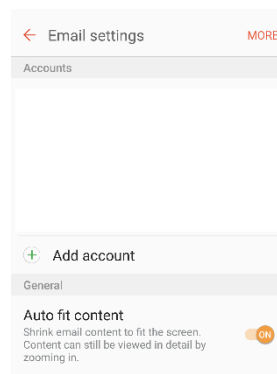 Email settings
MORE
Accounts
Add account
General
Auto fit content
Shrink email content to fit the screen.
Content can still be viewed in detail by
zooming in.
ON